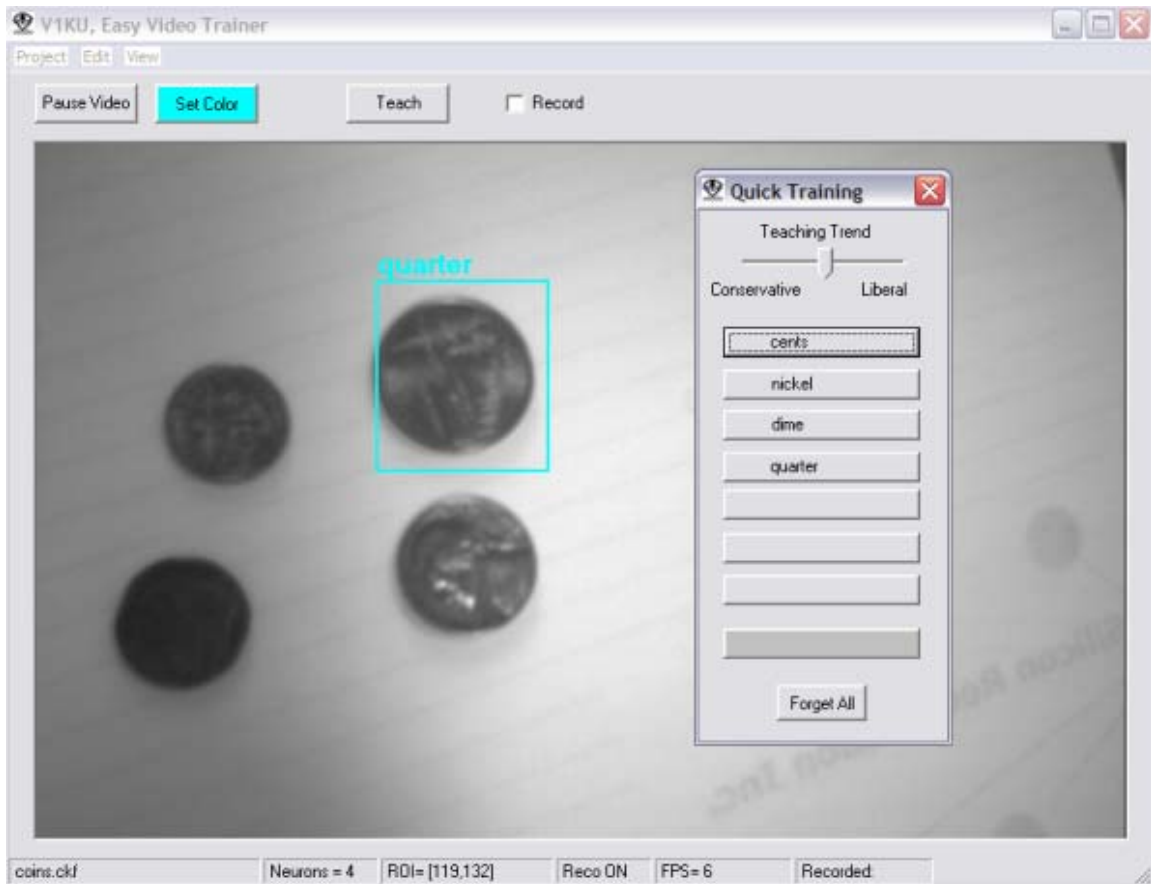 V1KU, Easy Video Trainer
Project Edit View
Pause Video Set Color Teach Record
quarter
Quick Training
Teaching Trend
Conservative Liberal
cents
nickel
dime
quarter
Forget All
Silicon
Inc.
coins.ckf Neurons = 4 ROI= [119,132] Reco ON FPS= 6 Recorded: